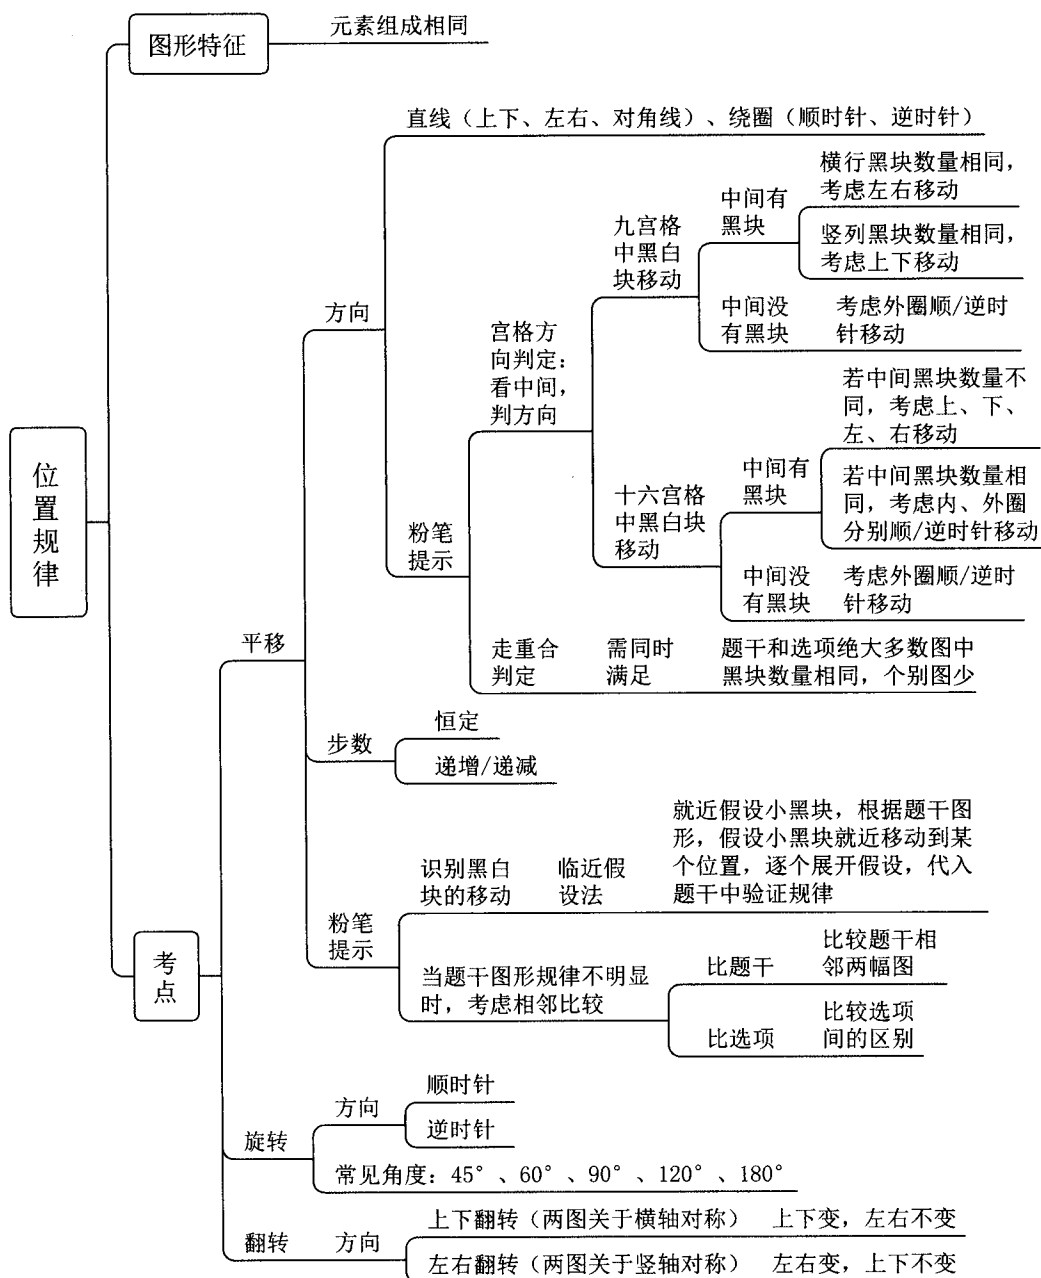 位
置
规
律
图形特征
元素组成相同
考
点
平移
方向
直线（上下、左右、对角线）、绕圈（顺时针、逆时针）
粉笔
提示
宫格方
向判定：
看中间，
判方向
九宫格
中黑白
块移动
中间有
黑块
横行黑块数量相同，
考虑左右移动
竖列黑块数量相同，
考虑上下移动
中间没
有黑块
考虑外圈顺/逆时
针移动
十六宫格
中黑白块
移动
中间有
黑块
若中间黑块数量不
同，考虑上、下、
左、右移动
若中间黑块数量相
同，考虑内、外圈
分别顺/逆时针移动
中间没
有黑块
考虑外圈顺/逆时
针移动
走重合
判定
需同时
满足
题干和选项绝大多数图中
黑块数量相同，个别图少
步数
恒定
递增/递减
粉笔
提示
识别黑白
块的移动
临近假
设法
就近假设小黑块，根据题干图
形，假设小黑块就近移动到某
个位置，逐个展开假设，代入
题干中验证规律
当题干图形规律不明显
时，考虑相邻比较
比题干
比较题干相
邻两幅图
比选项
比较选项
间的区别
旋转
方向
顺时针
逆时针
常见角度：45°、60°、90°、120°、180°
翻转
方向
上下翻转（两图关于横轴对称）
上下变，左右不变
左右翻转（两图关于竖轴对称）
左右变，上下不变